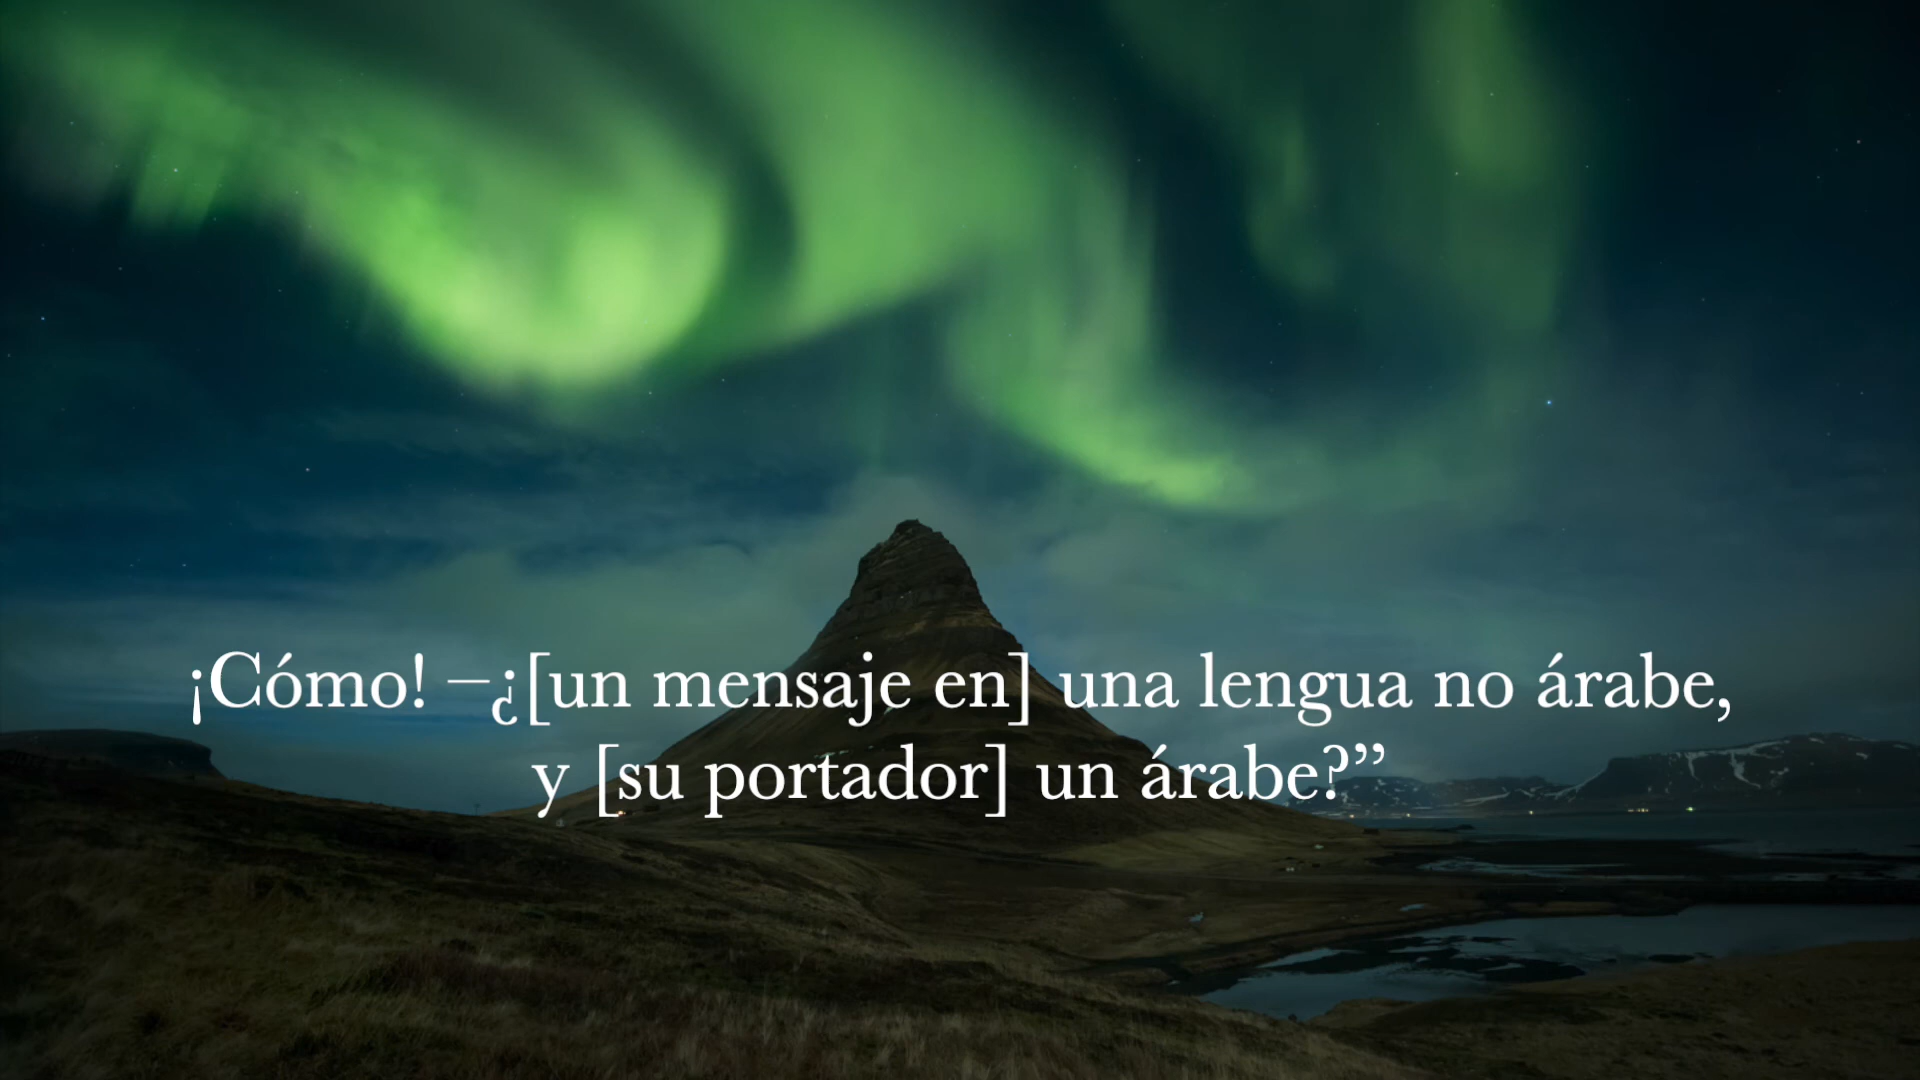 ¡Cómo! —¿[un mensaje en] una lengua no árabe,
y [su portador] un árabe?”